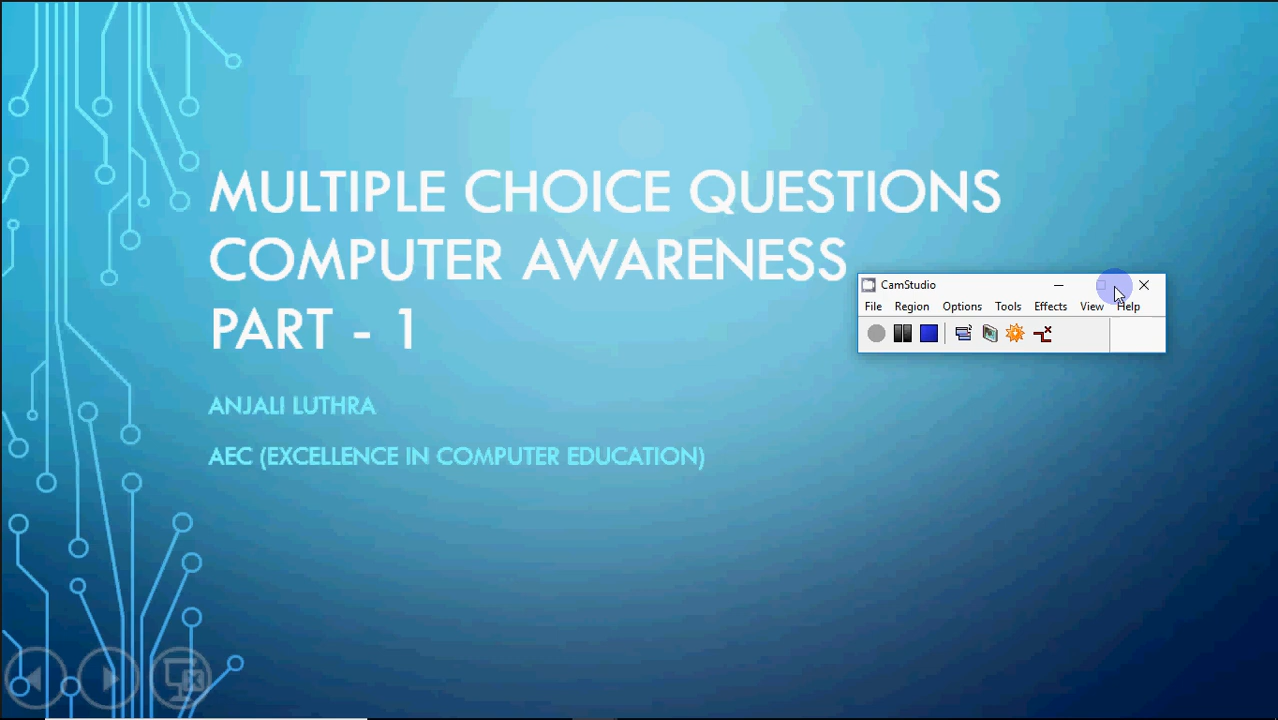 MULTIPLE CHOICE QUESTIONS
COMPUTER AWARENESS
PART - 1
ANJALI LUTHRA
AEC (EXCELLENCE IN COMPUTER EDUCATION)
CamStudio
File Region Options Tools Effects View Help